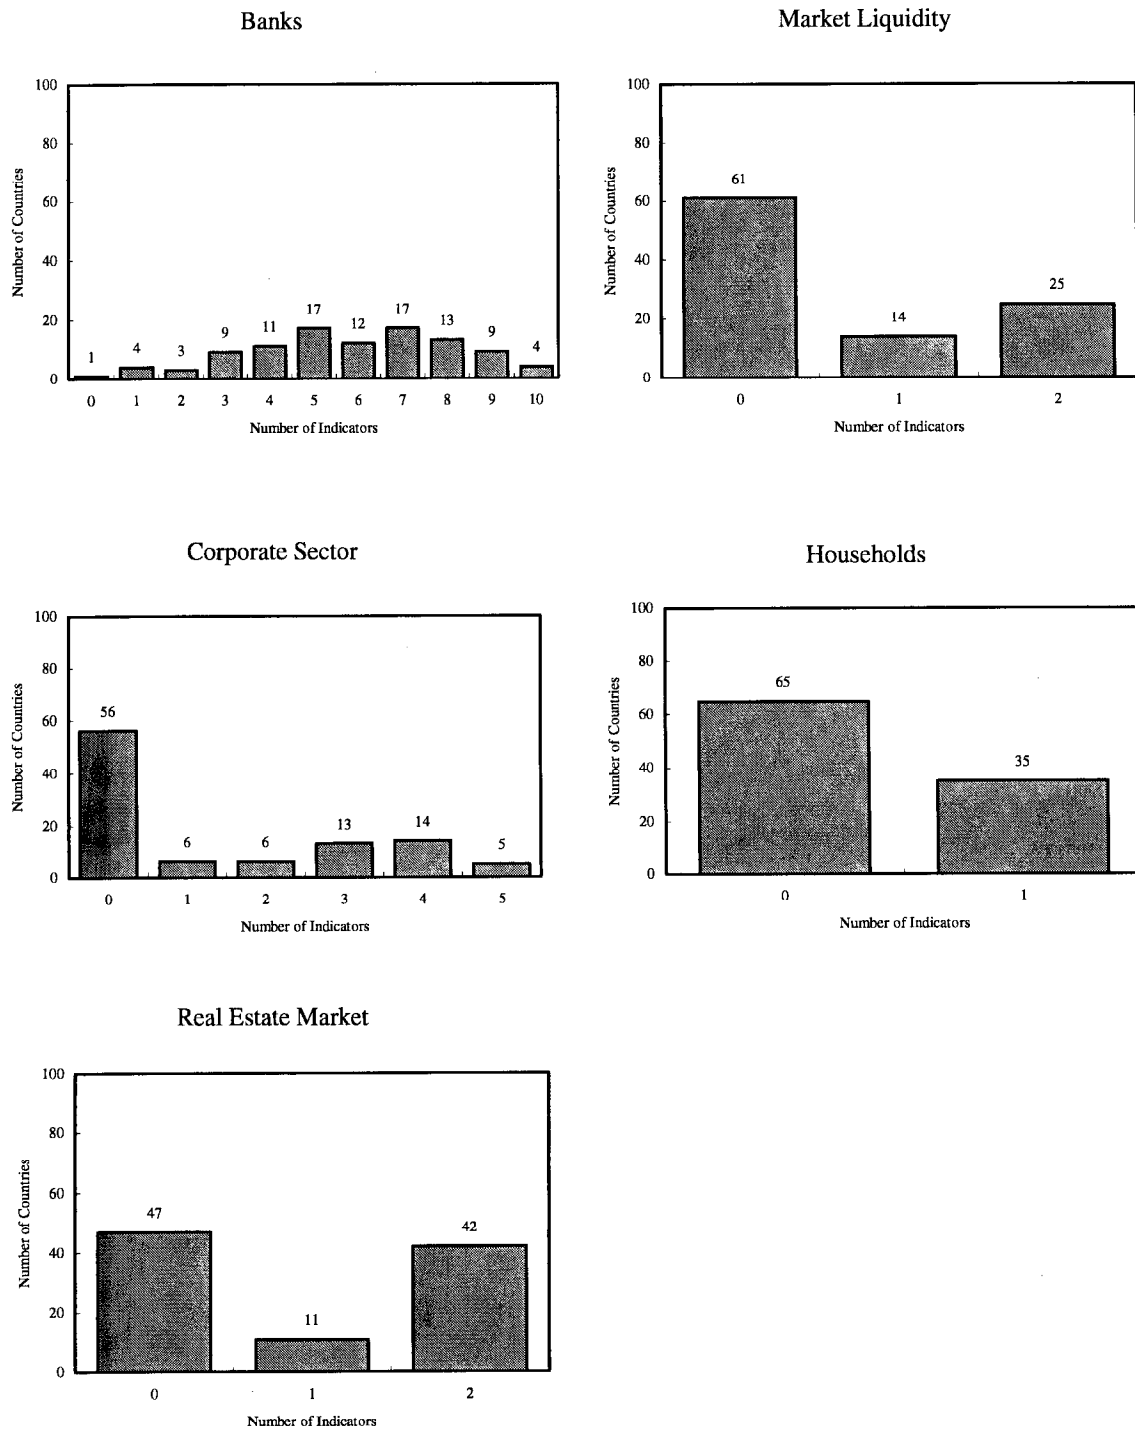 Banks
Number of Countries
100
80
60
40
20
0
1 4 3 9 11 17 12 17 13 9 4
0 1 2 3 4 5 6 7 8 9 10
Number of Indicators
Market Liquidity
Number of Countries
100
80
60
40
20
0
61 14 25
0 1 2
Number of Indicators
Corporate Sector
Number of Countries
100
80
60
40
20
0
56 6 6 13 14 5
0 1 2 3 4 5
Number of Indicators
Households
Number of Countries
100
80
60
40
20
0
65 35
0 1
Number of Indicators
Real Estate Market
Number of Countries
100
80
60
40
20
0
47 11 42
0 1 2
Number of Indicators